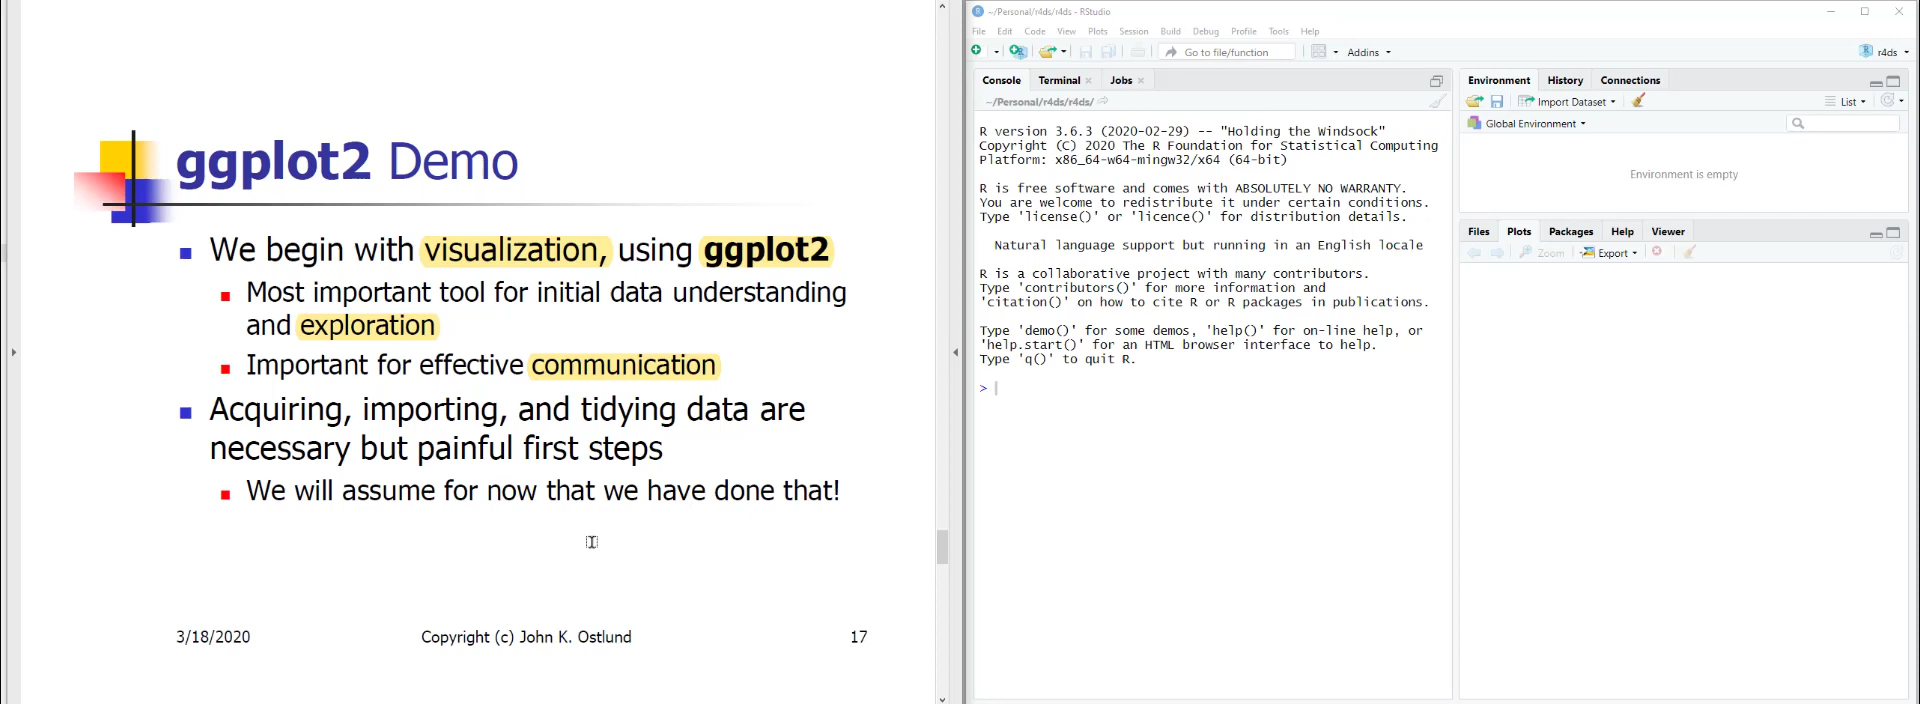 ggplot2 Demo
We begin with visualization, using ggplot2
Most important tool for initial data understanding
and exploration
Important for effective communication
Acquiring, importing, and tidying data are
necessary but painful first steps
We will assume for now that we have done that!
3/18/2020 Copyright (c) John K. Ostlund 17
~/Personal/r4ds/r4ds - RStudio
File Edit Code View Plots Session Build Debug Profile Tools Help
Go to file/function Addins r4ds
Console Terminal Jobs
~/Personal/r4ds/r4ds/
R version 3.6.3 (2020-02-29) -- "Holding the Windsock"
Copyright (C) 2020 The R Foundation for Statistical Computing
Platform: x86_64-w64-mingw32/x64 (64-bit)
R is free software and comes with ABSOLUTELY NO WARRANTY.
You are welcome to redistribute it under certain conditions.
Type 'license()' or 'licence()' for distribution details.
Natural language support but running in an English locale
R is a collaborative project with many contributors.
Type 'contributors()' for more information and
'citation()' on how to cite R or R packages in publications.
Type 'demo()' for some demos, 'help()' for on-line help, or
'help.start()' for an HTML browser interface to help.
Type 'q()' to quit R.
>
Environment History Connections
Import Dataset List
Global Environment
Environment is empty
Files Plots Packages Help Viewer
Zoom Export